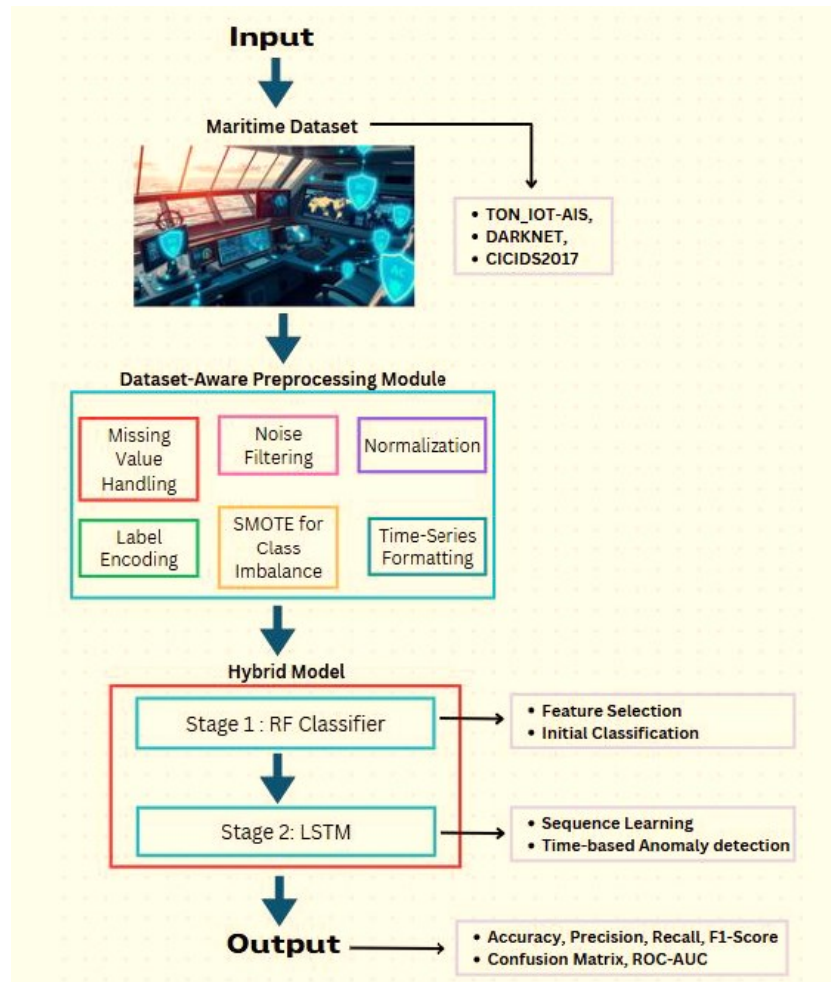 Input
Maritime Dataset
• TON_IOT-AIS,
• DARKNET,
• CICIDS2017
Dataset-Aware Preprocessing Module
Missing
Value
Handling
Noise
Filtering
Normalization
Label
Encoding
SMOTE for
Class
Imbalance
Time-Series
Formatting
Hybrid Model
Stage 1 : RF Classifier
• Feature Selection
• Initial Classification
Stage 2: LSTM
• Sequence Learning
• Time-based Anomaly detection
Output
• Accuracy, Precision, Recall, F1-Score
• Confusion Matrix, ROC-AUC